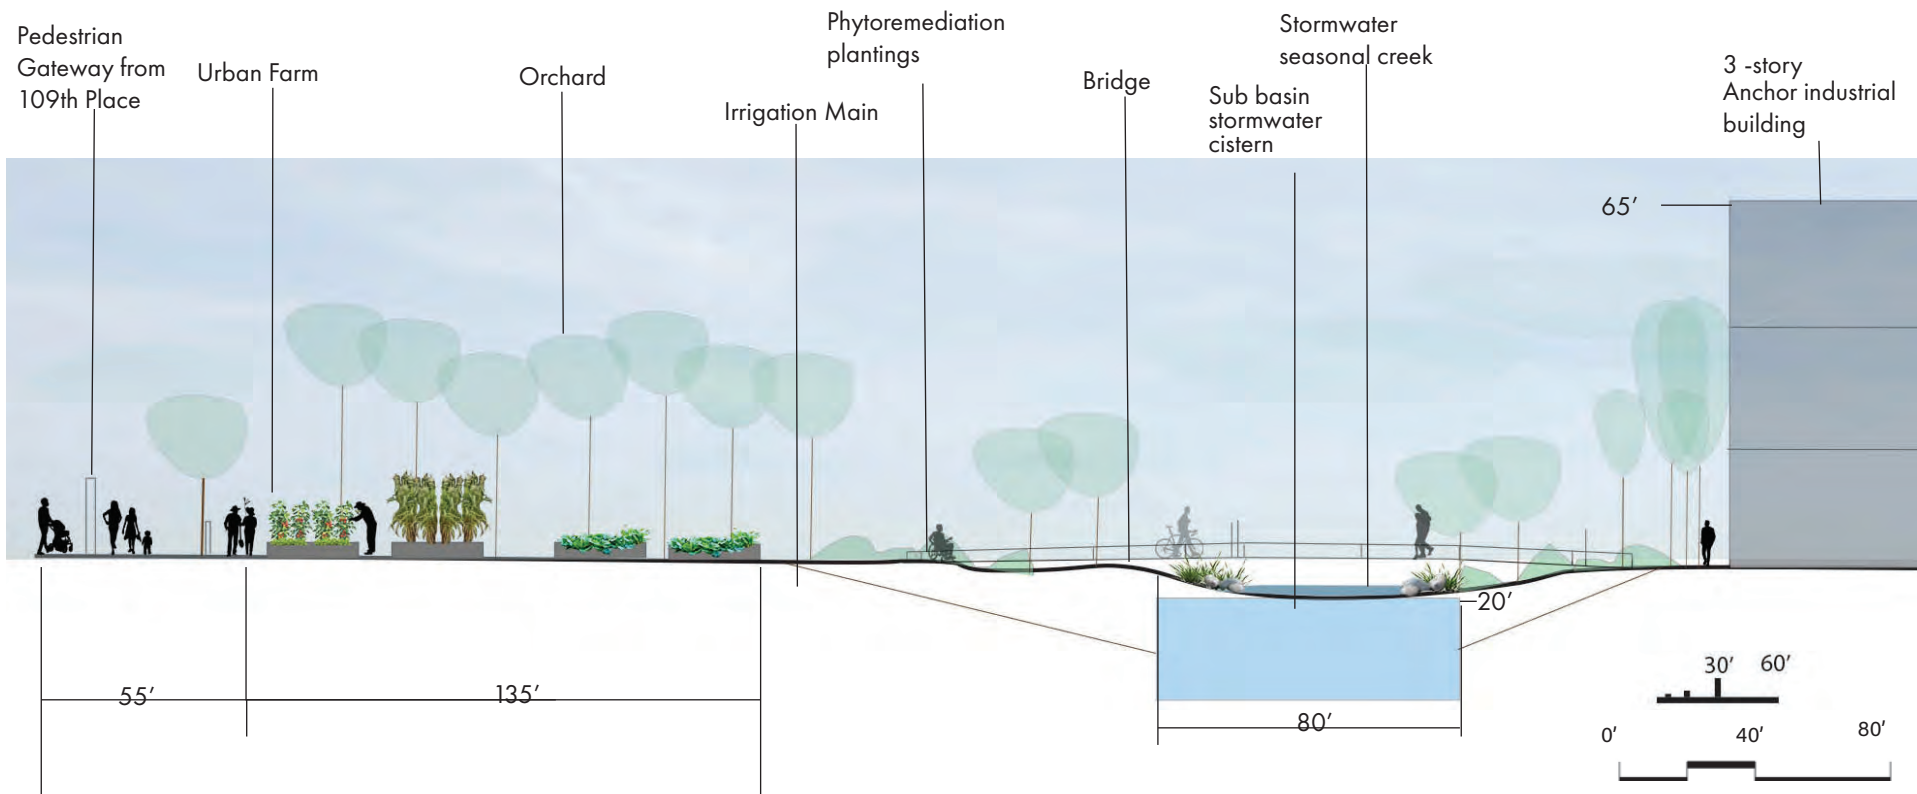 Pedestrian
Gateway from
109th Place
Urban Farm
Orchard
Irrigation Main
Phytoremediation
plantings
Bridge
Sub basin
stormwater
cistern
Stormwater
seasonal creek
3 -story
Anchor industrial
building
65'
20'
55'
135'
80'
30' 60'
0' 40' 80'